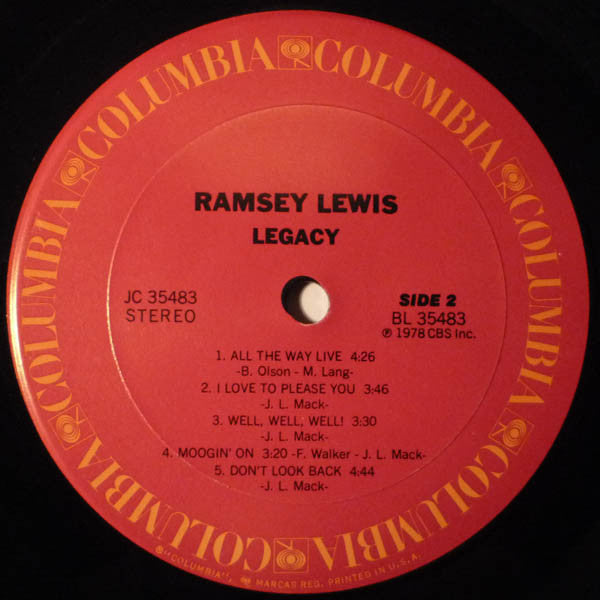 COLUMBIA COLUMBIA COLUMBIA COLUMBIA COLUMBIA COLUMBIA
RAMSEY LEWIS
LEGACY
JC 35483
STEREO
SIDE 2
BL 35483
℗ 1978 CBS Inc.
1. ALL THE WAY LIVE 4:26
-B. Olson - M. Lang-
2. I LOVE TO PLEASE YOU 3:46
-J. L. Mack-
3. WELL, WELL, WELL! 3:30
-J. L. Mack-
4. MOOGIN' ON 3:20 -F. Walker - J. L. Mack-
5. DON'T LOOK BACK 4:44
-J. L. Mack-
"COLUMBIA", MARCAS REG. PRINTED IN U.S.A.